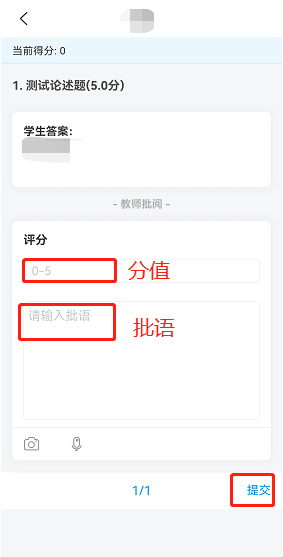 当前得分: 0
1. 测试论述题(5.0分)
学生答案:
- 教师批阅 -
评分
0-5 分值
请输入批语 批语
1/1 提交